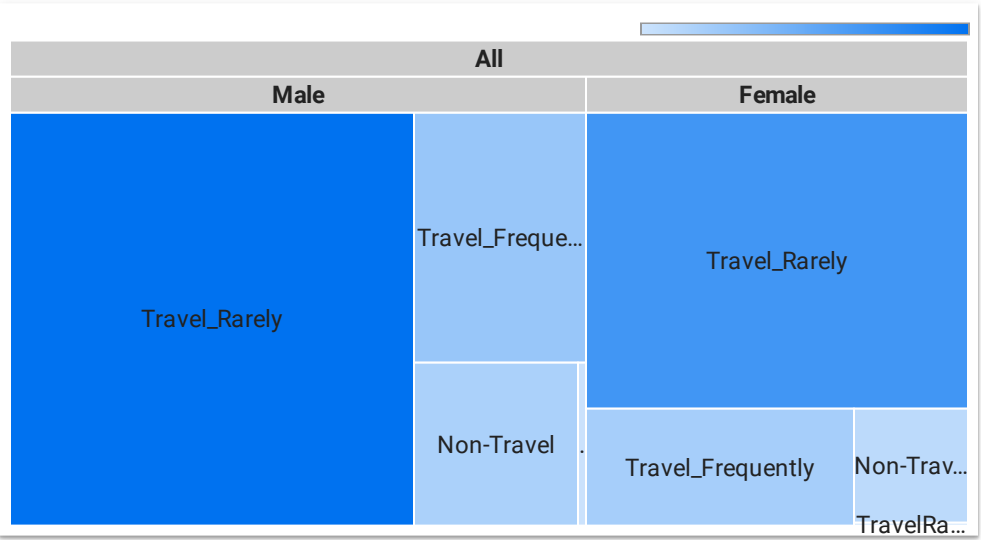 All
Male
Female
Travel_Rarely
Travel_Freque...
Non-Travel
.
Travel_Rarely
Travel_Frequently
Non-Trav...
TravelRa...